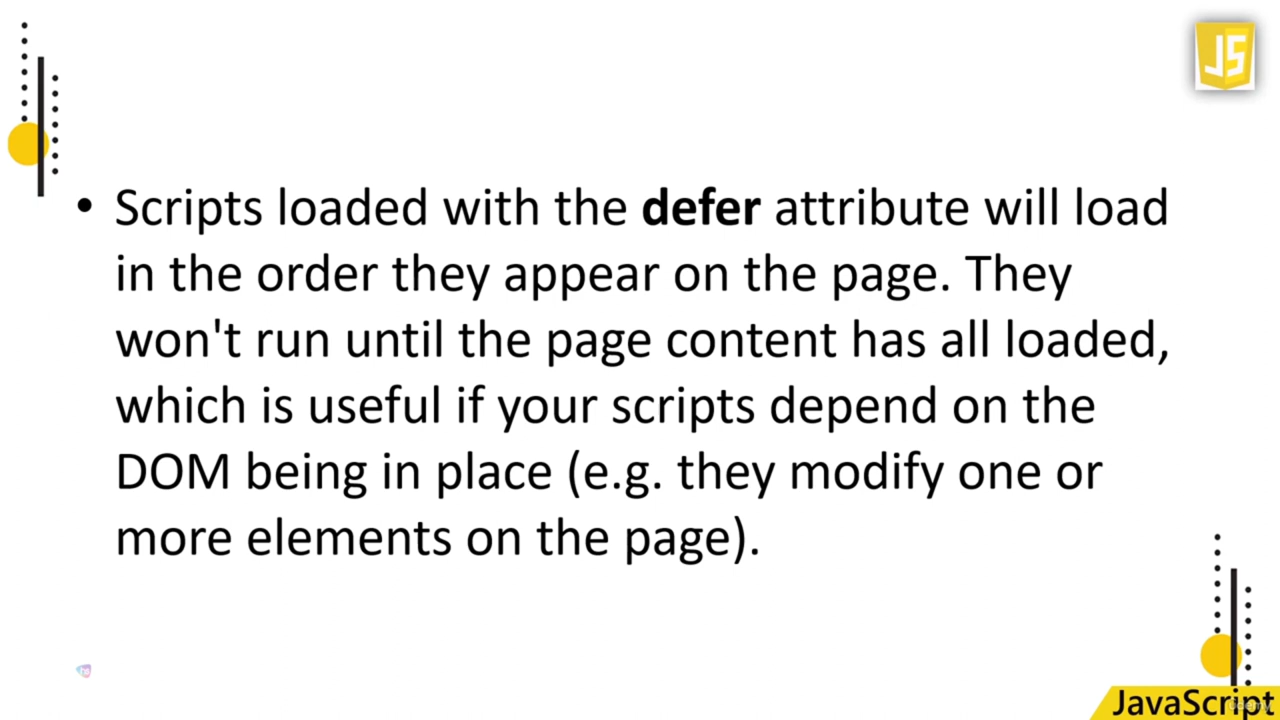 JS
• Scripts loaded with the defer attribute will load
in the order they appear on the page. They
won't run until the page content has all loaded,
which is useful if your scripts depend on the
DOM being in place (e.g. they modify one or
more elements on the page).
JavaScript
udemy